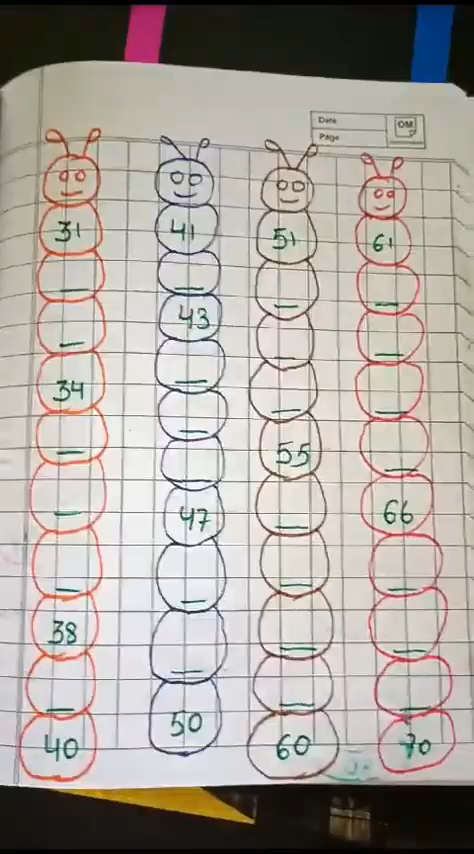 Date
Page
OM
31 41 51 61
_ _ _ _
_ 43 _ _
34 _ _ _
_ _ 55 _
_ _ _ 66
_ 47 _ _
38 _ _ _
_ _ _ _
40 50 60 70